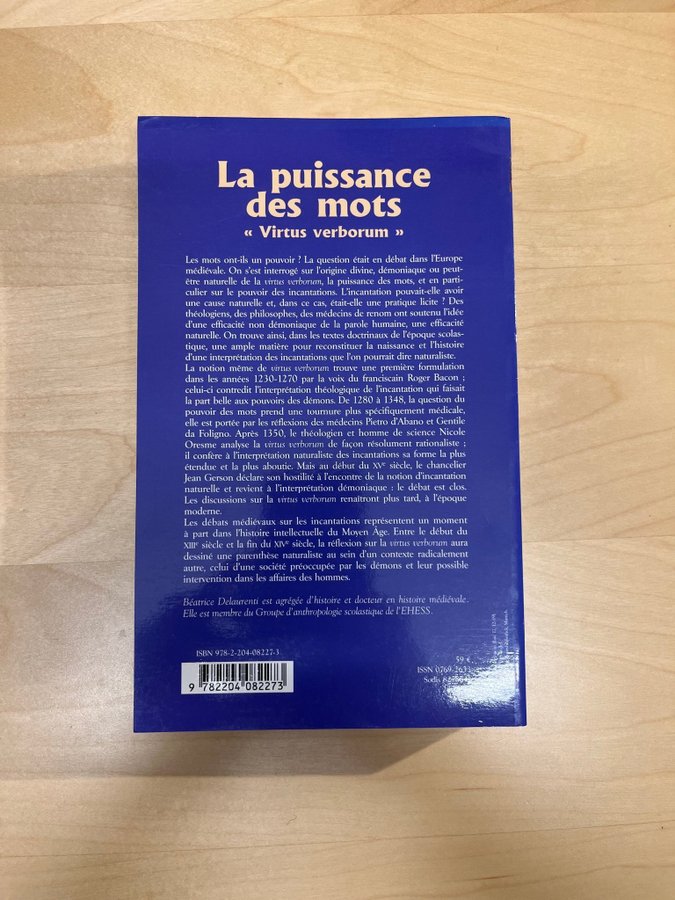 La puissance
des mots
« Virtus verborum »
Les mots ont-ils un pouvoir ? La question était en débat dans l'Europe
médiévale. On s'est interrogé sur l'origine divine, démoniaque ou peut-
être naturelle de la virtus verborum, la puissance des mots, et en parti-
culier sur le pouvoir des incantations. L'incantation pouvait-elle avoir
une cause naturelle et, dans ce cas, était-elle une pratique licite ? Des
théologiens, des philosophes, des médecins de renom ont soutenu l'idée
d'une efficacité non démoniaque de la parole humaine, une efficacité
naturelle. On trouve ainsi, dans les textes doctrinaux de l'époque scolas-
tique, une ample matière pour reconstituer la naissance et l'histoire
d'une interprétation des incantations que l'on pourrait dire naturaliste.
La notion même de virtus verborum trouve une première formulation
dans les années 1230-1270 par la voix du franciscain Roger Bacon ;
celui-ci contredit l'interprétation théologique de l'incantation qui faisait
la part belle aux pouvoirs des démons. De 1280 à 1348, la question du
pouvoir des mots prend une tournure plus spécifiquement médicale,
elle est portée par les réflexions des médecins Pietro d'Abano et Gentile
da Foligno. Après 1350, le théologien et homme de science Nicole
Oresme analyse la virtus verborum de façon résolument rationaliste ;
il confère à l'interprétation naturaliste des incantations sa forme la plus
étendue et la plus aboutie. Mais au début du XVe siècle, le chancelier
Jean Gerson déclare son hostilité à l'encontre de la notion d'incantation
naturelle et revient à l'interprétation démoniaque : le débat est clos.
Les discussions sur la virtus verborum renaîtront plus tard, à l'époque
moderne.
Les débats médiévaux sur les incantations représentent un moment
à part dans l'histoire intellectuelle du Moyen Âge. Entre le début du
XIIIe siècle et la fin du XIVe siècle, la réflexion sur la virtus verborum aura
dessiné une parenthèse naturaliste au sein d'un contexte radicalement
autre, celui d'une société préoccupée par les démons et leur possible
intervention dans les affaires des hommes.
Béatrice Delaurenti est agrégée d'histoire et docteur en histoire médiévale.
Elle est membre du Groupe d'anthropologie scolastique de l'EHESS.
ISBN 978-2-204-08227-3
9 782204 082273
59 €
ISSN 0769-2633
Sodis